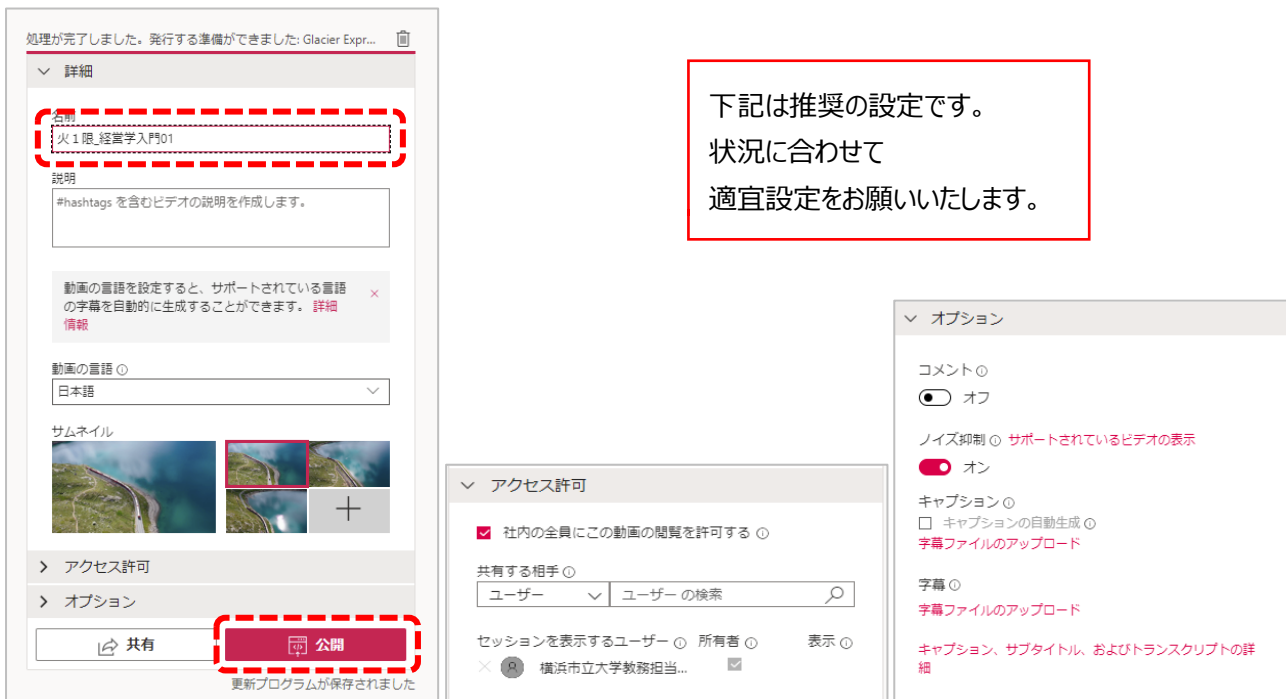 処理が完了しました。発行する準備ができました: Glacier Expr...
詳細
名前
火１限_経営学入門01
説明
#hashtags を含むビデオの説明を作成します。
動画の言語を設定すると、サポートされている言語
の字幕を自動的に生成することができます。 詳細
情報
動画の言語
日本語
サムネイル
アクセス許可
オプション
共有
公開
更新プログラムが保存されました
下記は推奨の設定です。
状況に合わせて
適宜設定をお願いいたします。
アクセス許可
社内の全員にこの動画の閲覧を許可する
共有する相手
ユーザー
ユーザー の検索
セッションを表示するユーザー 所有者 表示
横浜市立大学教務担当...
オプション
コメント
オフ
ノイズ抑制 サポートされているビデオの表示
オン
キャプション
キャプションの自動生成
字幕ファイルのアップロード
字幕
字幕ファイルのアップロード
キャプション、サブタイトル、およびトランスクリプトの詳
細